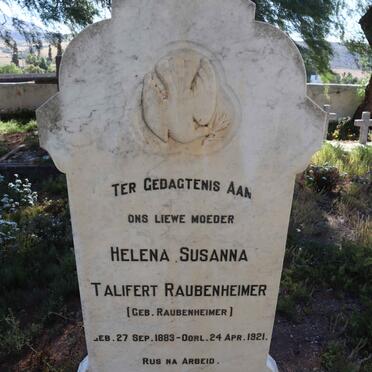 TER GEDAGTENIS AAN
ONS LIEWE MOEDER
HELENA SUSANNA
TALIFERT RAUBENHEIMER
[GEB. RAUBENHEIMER]
GEB. 27 SEP. 1883 - OORL. 24 APR. 1921.
RUS NA ARBEID.